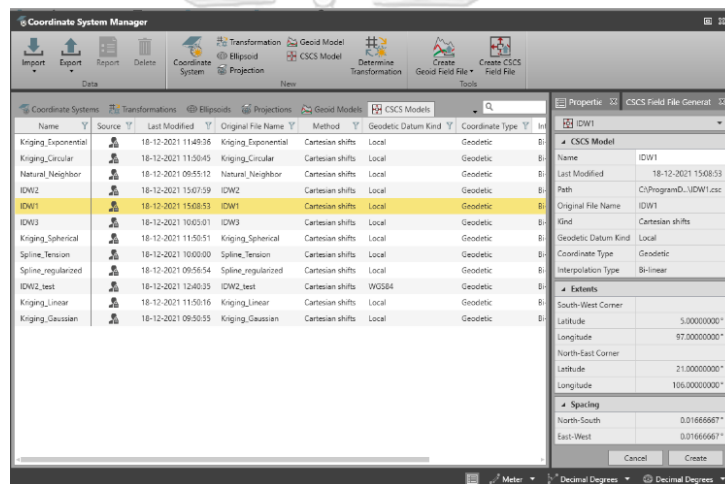 Coordinate System Manager
Import Export Report Delete Coordinate System Transformation Geoid Model Ellipsoid CSCS Model Projection Determine Transformation Create Geoid Field File Create CSCS Field File
Data New Tools
Coordinate Systems Transformations Ellipsoids Projections Geoid Models CSCS Models
Name Source Last Modified Original File Name Method Geodetic Datum Kind Coordinate Type Int
Kriging_Exponential 18-12-2021 11:49:36 Kriging_Exponential Cartesian shifts Local Geodetic Bi-
Kriging_Circular 18-12-2021 11:50:45 Kriging_Circular Cartesian shifts Local Geodetic Bi-
Natural_Neighbor 18-12-2021 09:55:12 Natural_Neighbor Cartesian shifts Local Geodetic Bi-
IDW2 18-12-2021 15:07:59 IDW2 Cartesian shifts Local Geodetic Bi-
IDW1 18-12-2021 15:08:53 IDW1 Cartesian shifts Local Geodetic Bi-
IDW3 18-12-2021 10:05:01 IDW3 Cartesian shifts Local Geodetic Bi-
Kriging_Spherical 18-12-2021 11:50:51 Kriging_Spherical Cartesian shifts Local Geodetic Bi-
Spline_Tension 18-12-2021 10:00:00 Spline_Tension Cartesian shifts Local Geodetic Bi-
Spline_regularized 18-12-2021 09:56:54 Spline_regularized Cartesian shifts Local Geodetic Bi-
IDW2_test 18-12-2021 12:40:35 IDW2_test Cartesian shifts WGS84 Geodetic Bi-
Kriging_Linear 18-12-2021 11:50:16 Kriging_Linear Cartesian shifts Local Geodetic Bi-
Kriging_Gaussian 18-12-2021 09:50:55 Kriging_Gaussian Cartesian shifts Local Geodetic Bi-
Propertie CSCS Field File Generat
IDW1
CSCS Model
Name IDW1
Last Modified 18-12-2021 15:08:53
Path C:\ProgramD...\IDW1.csc
Original File Name IDW1
Kind Cartesian shifts
Geodetic Datum Kind Local
Coordinate Type Geodetic
Interpolation Type Bi-linear
Extents
South-West Corner
Latitude 5.00000000°
Longitude 97.00000000°
North-East Corner
Latitude 21.00000000°
Longitude 106.00000000°
Spacing
North-South 0.01666667°
East-West 0.01666667°
Cancel Create
Meter Decimal Degrees Decimal Degrees